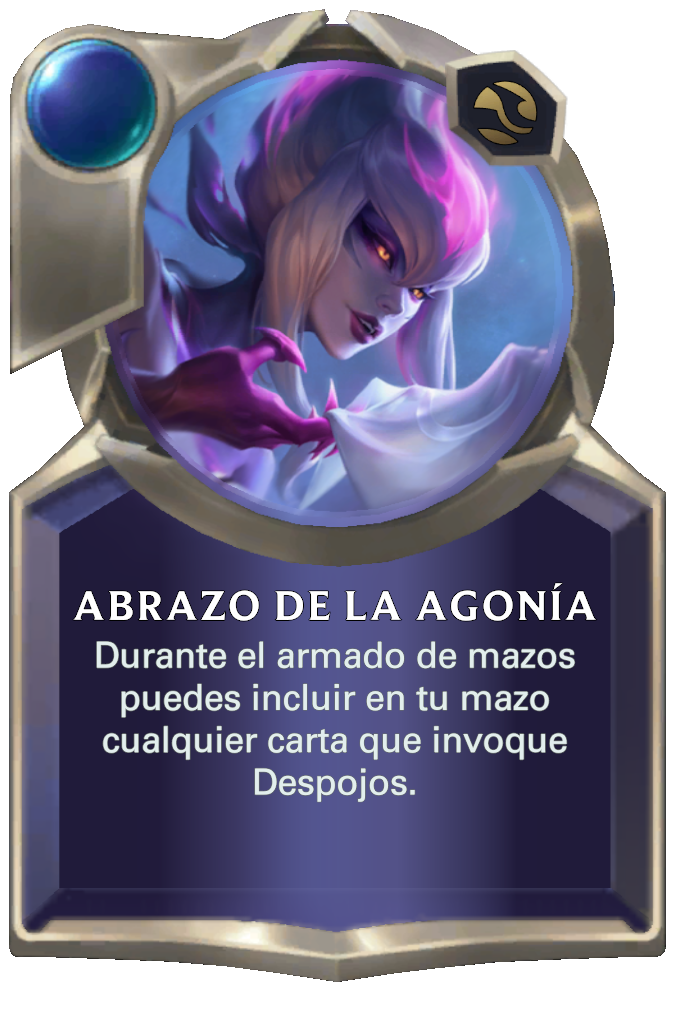 ABRAZO DE LA AGONÍA
Durante el armado de mazos
puedes incluir en tu mazo
cualquier carta que invoque
Despojos.